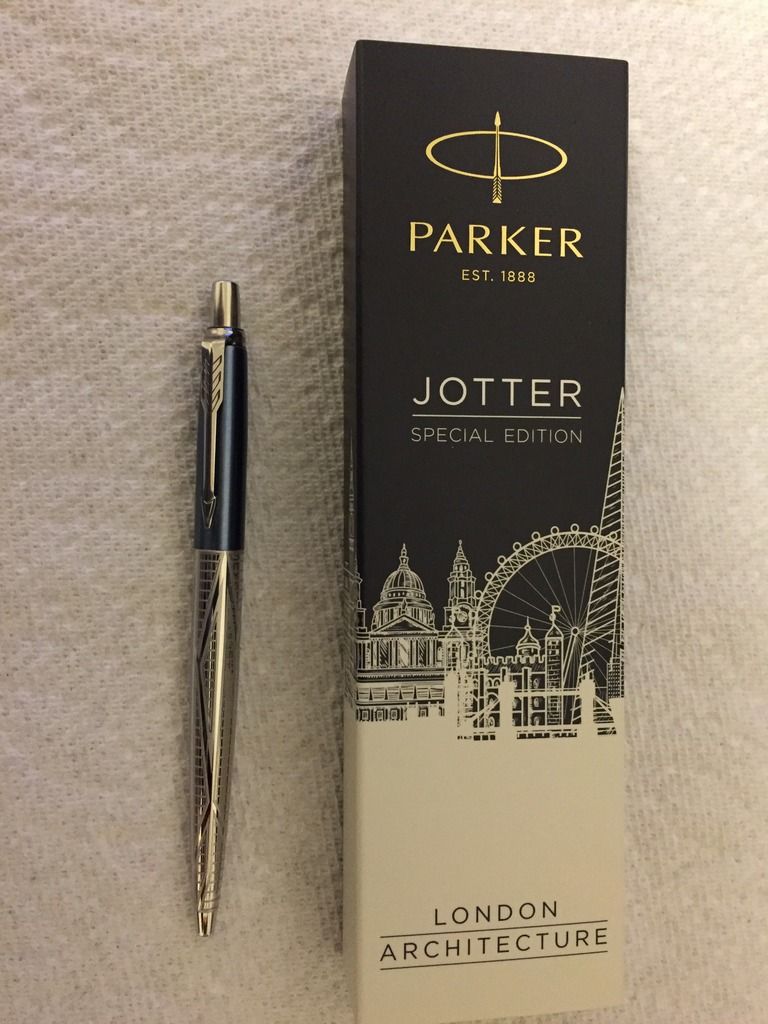 PARKER
EST. 1888
JOTTER
SPECIAL EDITION
LONDON
ARCHITECTURE